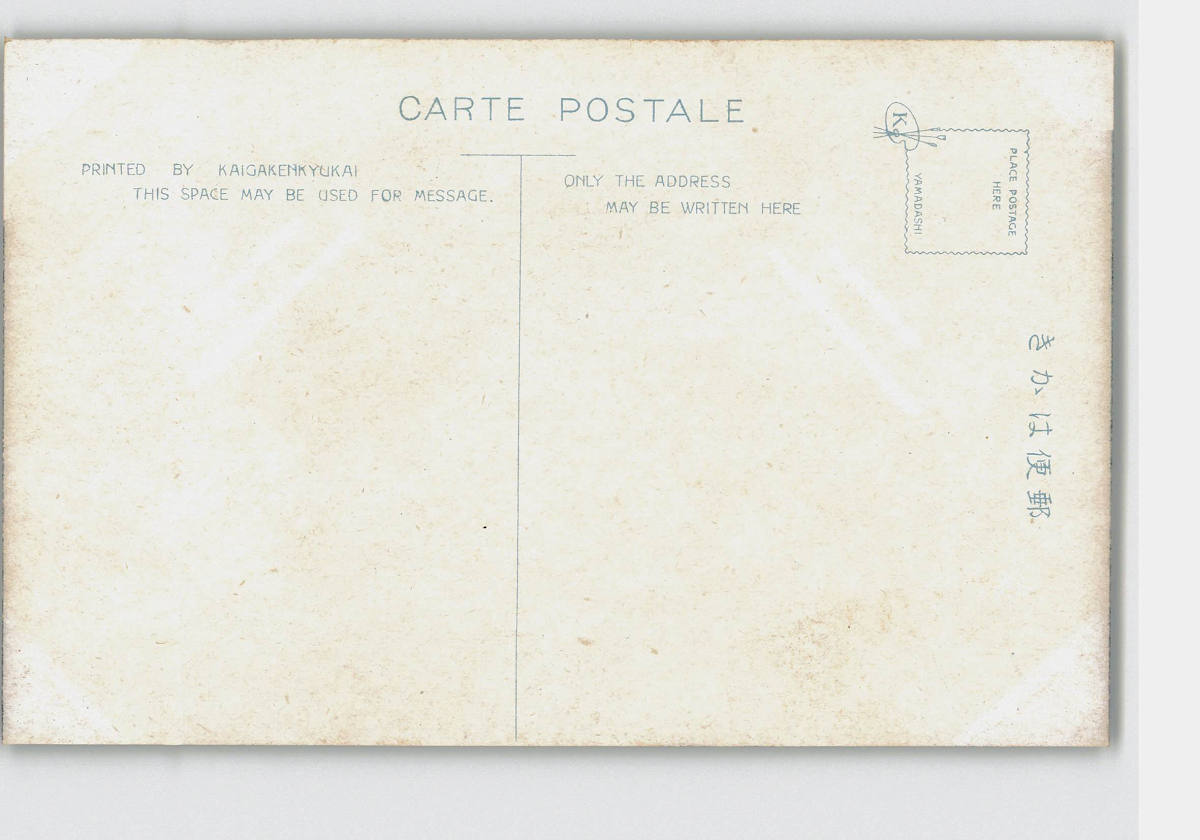 CARTE POSTALE
PRINTED BY KAIGAKENKYUKAI
THIS SPACE MAY BE USED FOR MESSAGE.
ONLY THE ADDRESS
MAY BE WRITTEN HERE
K
PLACE POSTAGE
HERE
YAMADASHI
郵便はかき